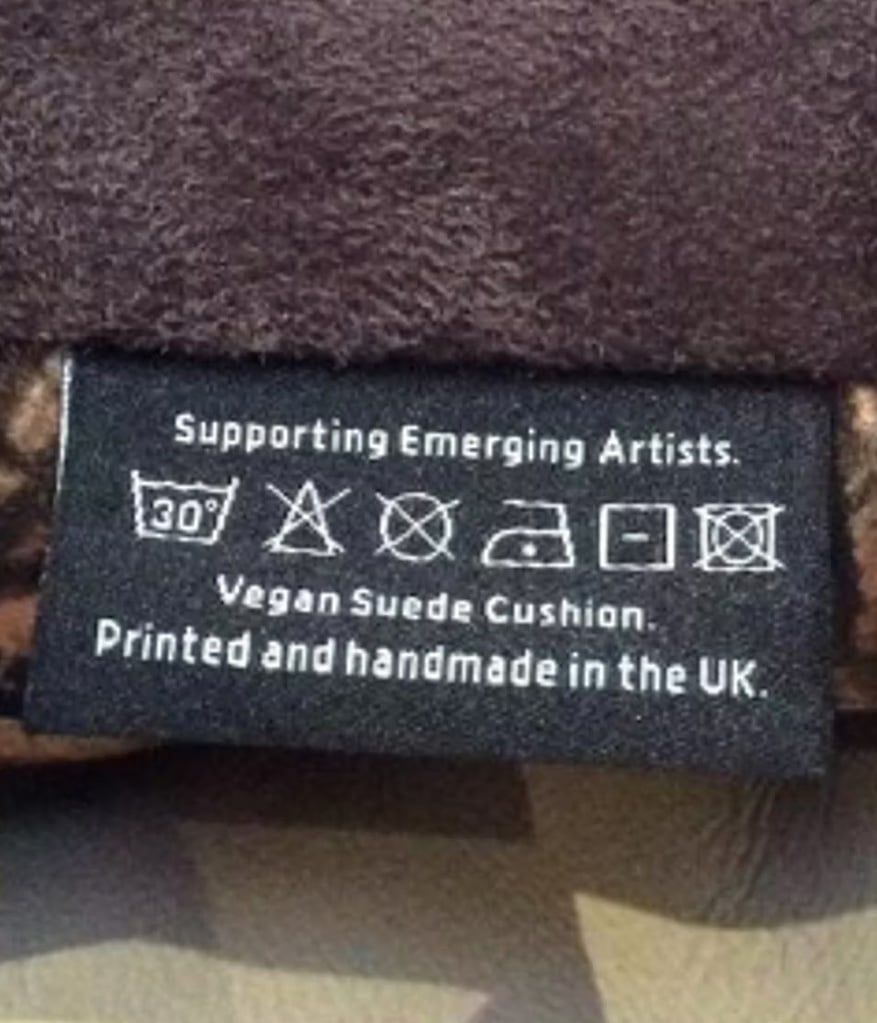 Supporting Emerging Artists.
30°
Vegan Suede Cushion.
Printed and handmade in the UK.